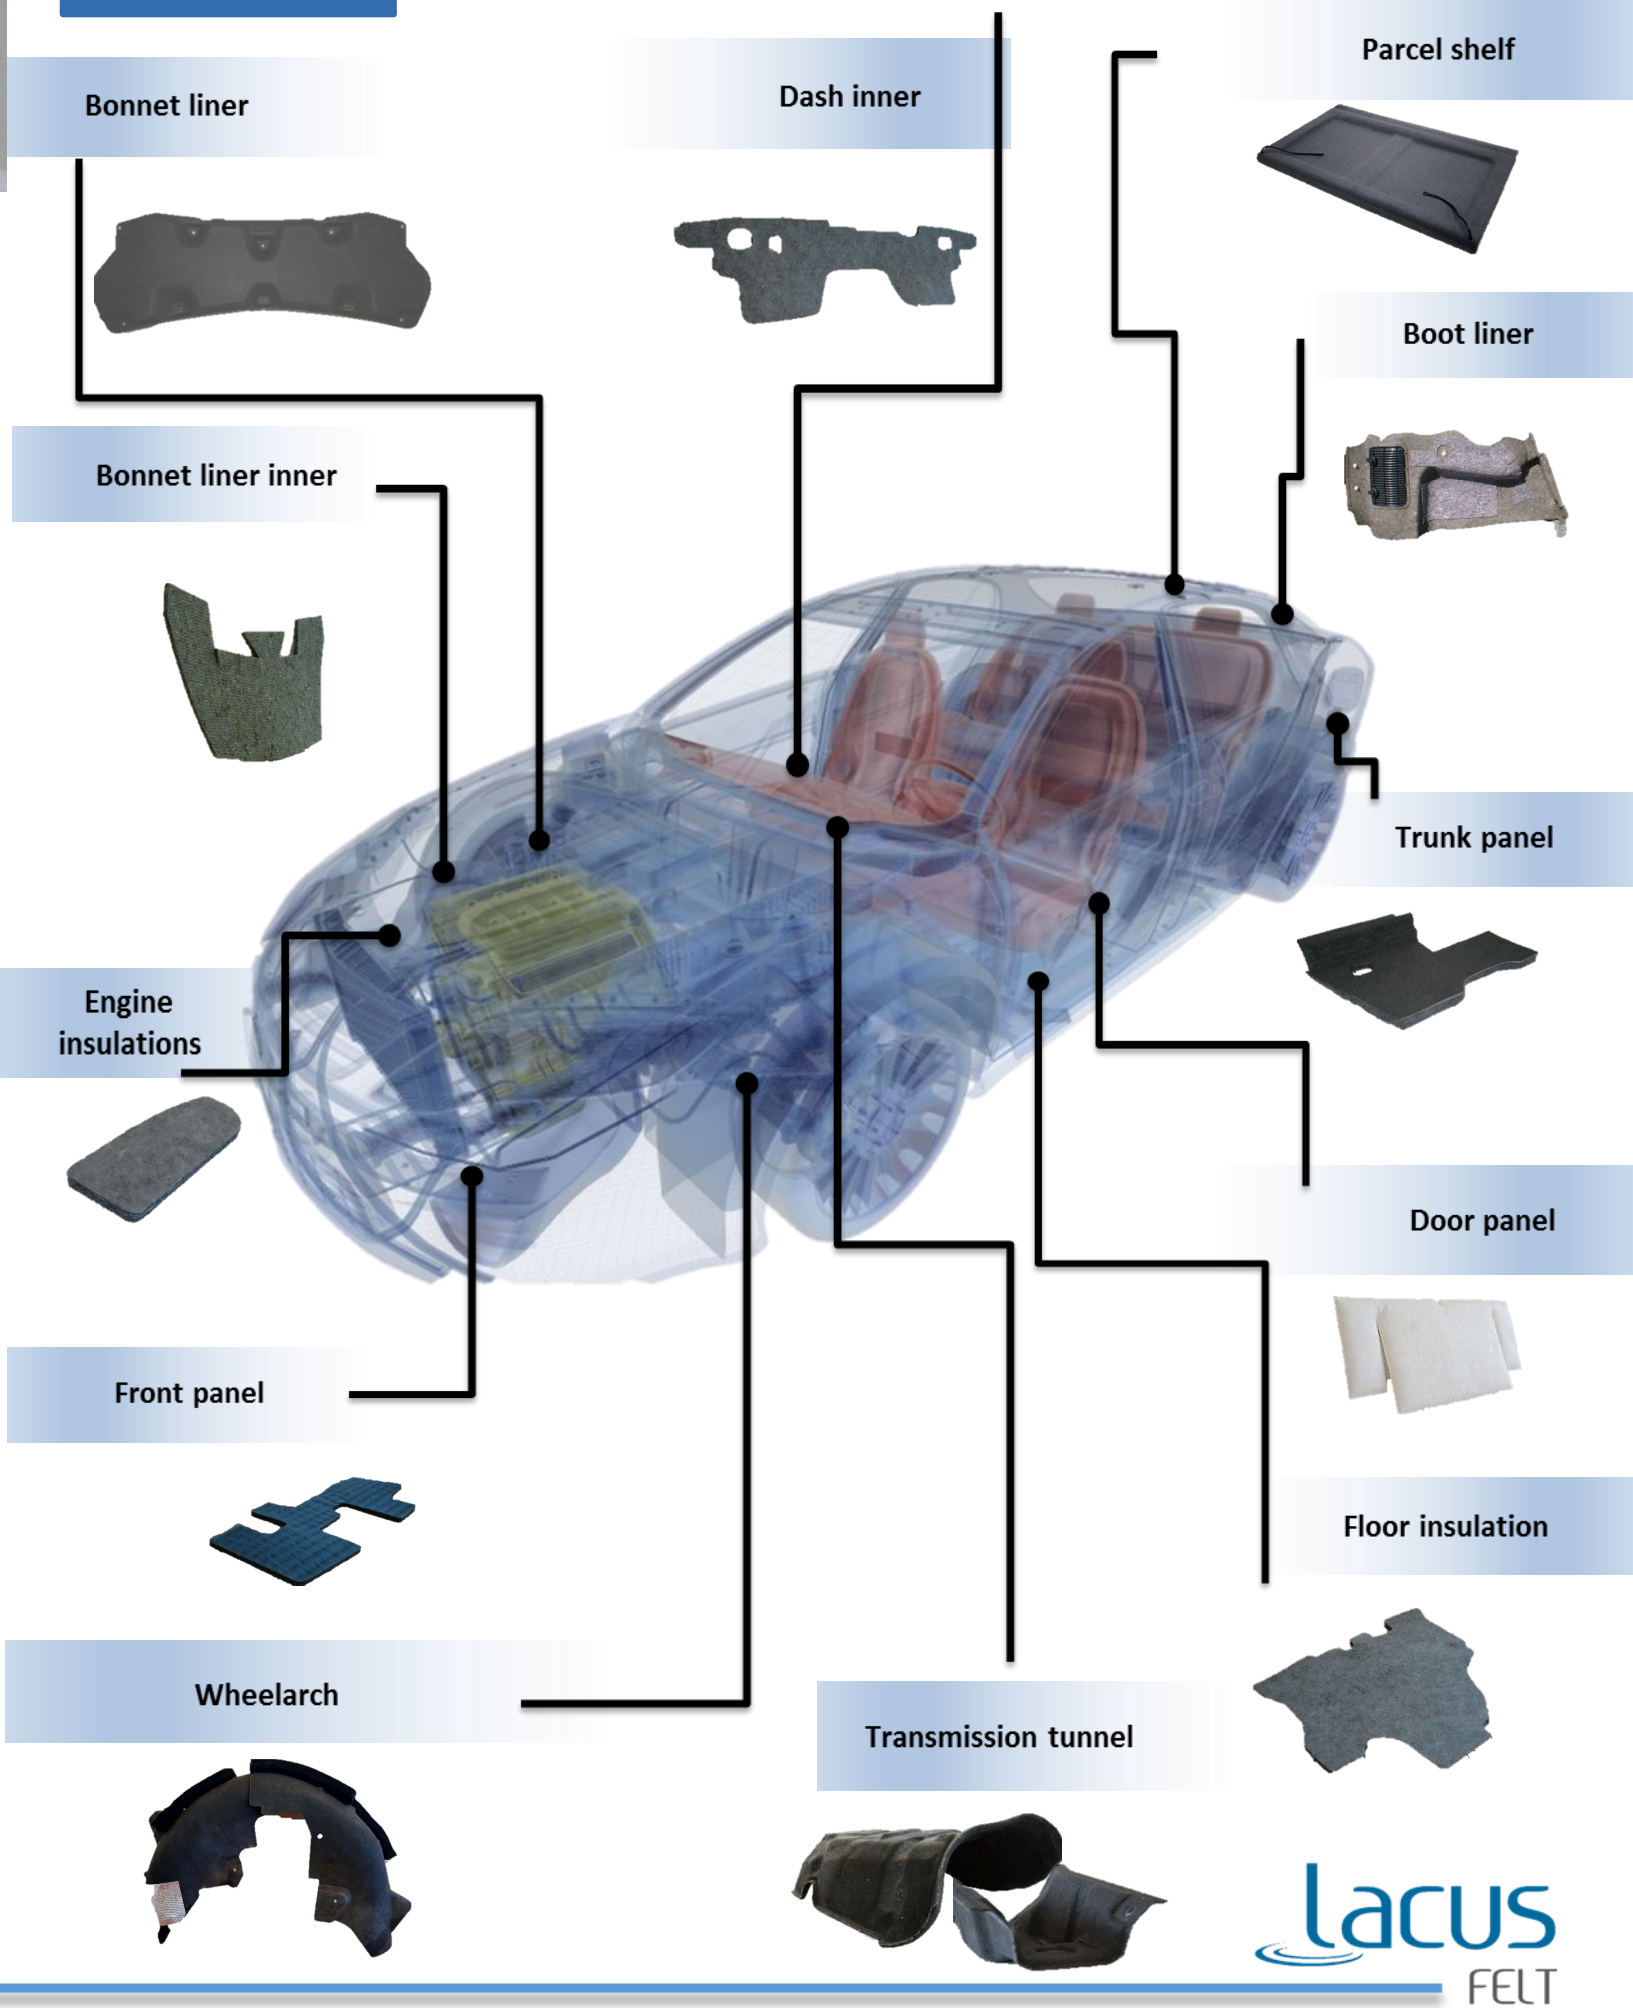 Parcel shelf
Bonnet liner
Dash inner
Boot liner
Bonnet liner inner
Trunk panel
Engine
insulations
Door panel
Front panel
Floor insulation
Wheelarch
Transmission tunnel
Lacus
FELT